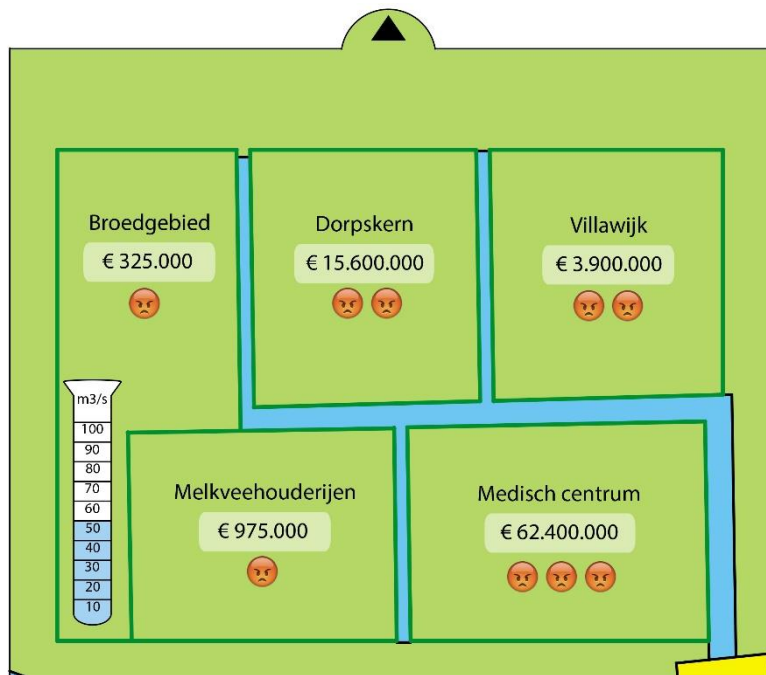 Broedgebied
€ 325.000
Dorpskern
€ 15.600.000
Villawijk
€ 3.900.000
m3/s
100
90
80
70
60
50
40
30
20
10
Melkveehouderijen
€ 975.000
Medisch centrum
€ 62.400.000